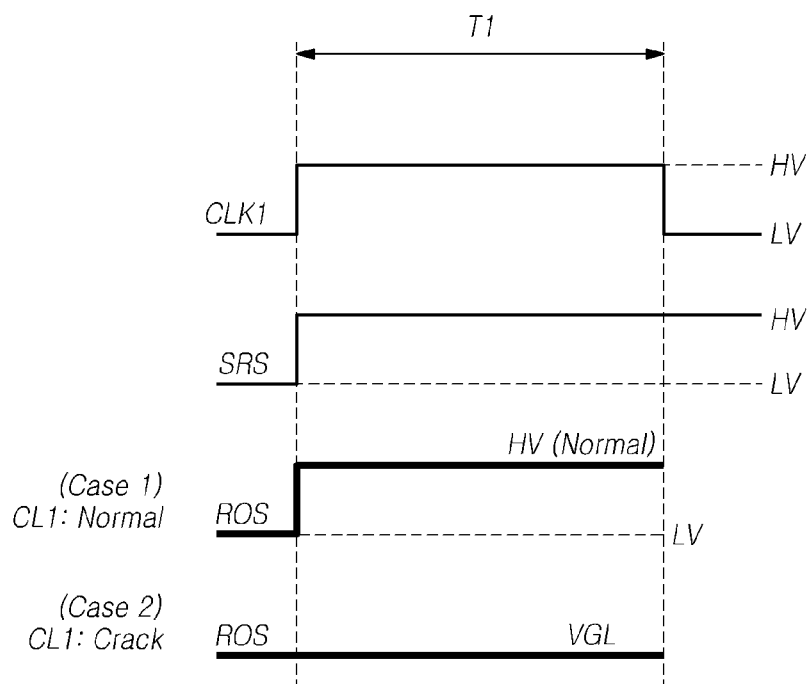 T1
HV
CLK1
LV
HV
SRS
LV
HV (Normal)
(Case 1)
CL1: Normal ROS
LV
(Case 2)
CL1: Crack ROS VGL